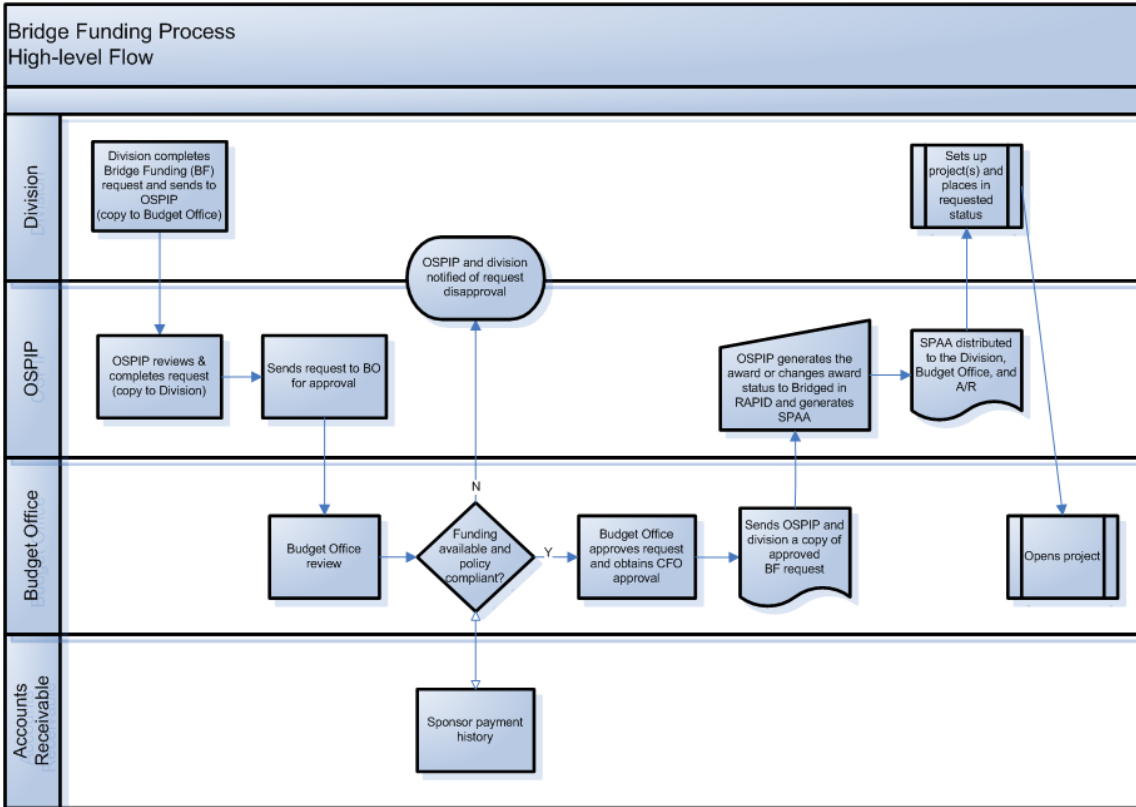 Bridge Funding Process
High-level Flow
Division
Division completes
Bridge Funding (BF)
request and sends to
OSPIP
(copy to Budget Office)
Sets up
project(s) and
places in
requested
status
OSPIP and division
notified of request
disapproval
OSPIP
OSPIP reviews &
completes request
(copy to Division)
Sends request to BO
for approval
OSPIP generates the
award or changes award
status to Bridged in
RAPID and generates
SPAA
SPAA distributed
to the Division,
Budget Office, and
A/R
Budget Office
Budget Office
review
N
Funding
available and
policy
compliant?
Y
Budget Office
approves request
and obtains CFO
approval
Sends OSPIP and
division a copy of
approved
BF request
Opens project
Accounts
Receivable
Sponsor payment
history